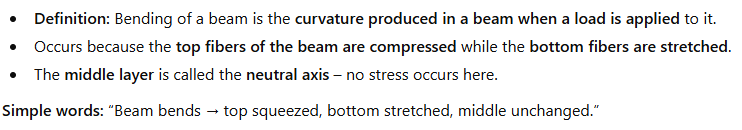 • Definition: Bending of a beam is the curvature produced in a beam when a load is applied to it.
• Occurs because the top fibers of the beam are compressed while the bottom fibers are stretched.
• The middle layer is called the neutral axis – no stress occurs here.
Simple words: “Beam bends → top squeezed, bottom stretched, middle unchanged.”